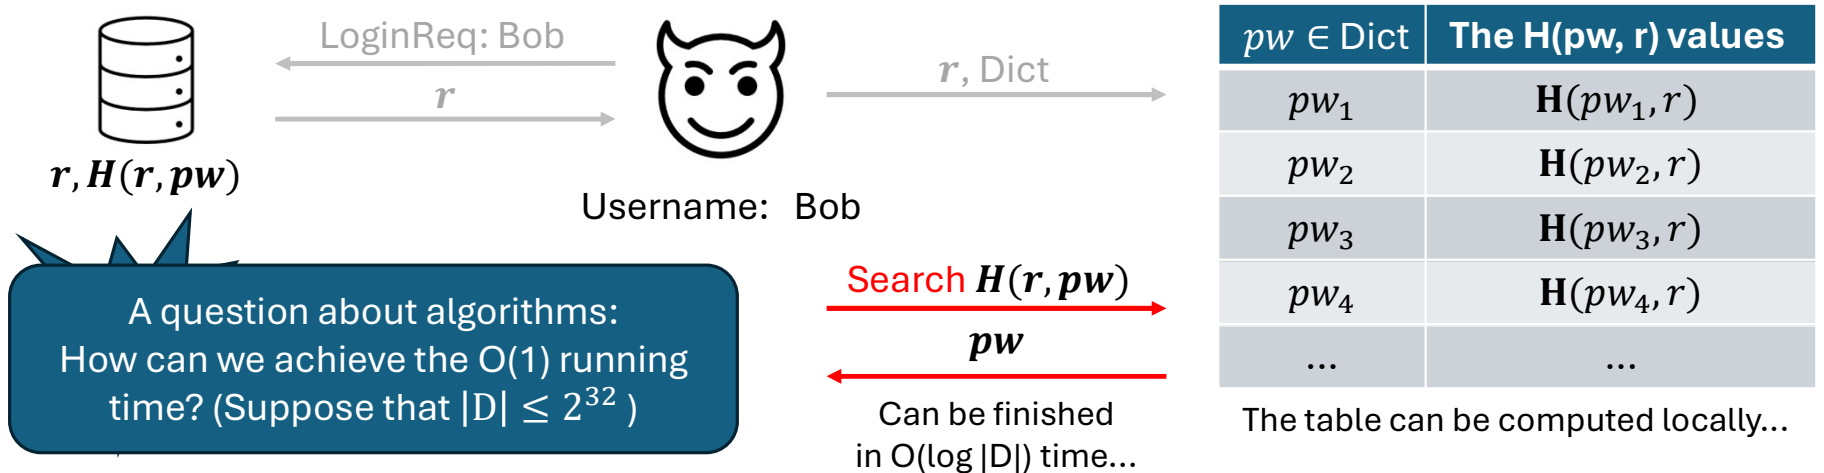 LoginReq: Bob
r
r, H(r, pw)
Username: Bob
r, Dict
A question about algorithms:
How can we achieve the O(1) running
time? (Suppose that |D| ≤ 2^32 )
Search H(r, pw)
pw
Can be finished
in O(log |D|) time...
pw ∈ Dict The H(pw, r) values
pw₁ H(pw₁, r)
pw₂ H(pw₂, r)
pw₃ H(pw₃, r)
pw₄ H(pw₄, r)
... ...
The table can be computed locally...